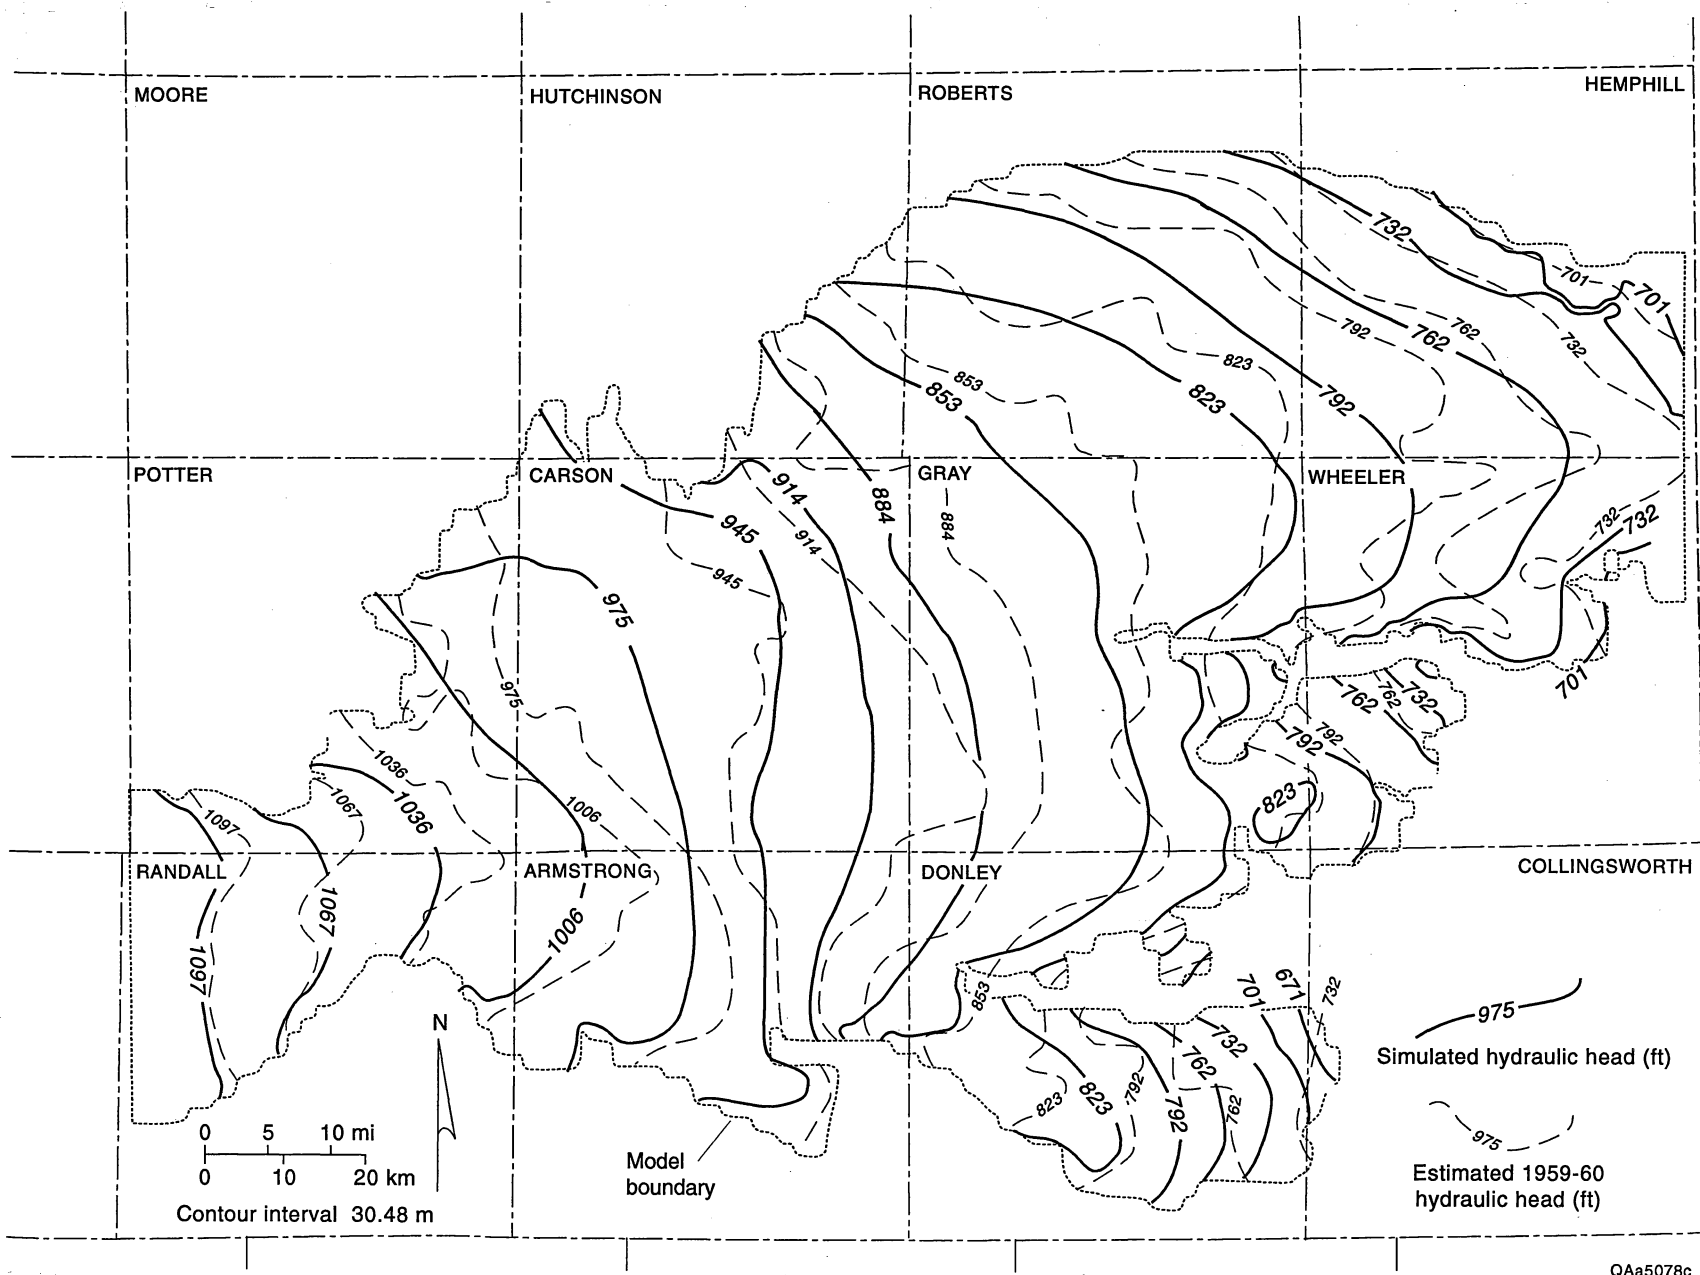 MOORE
HUTCHINSON
ROBERTS
HEMPHILL
732
701
701
762
762
792
732
823
853
853
823
792
POTTER
CARSON
GRAY
WHEELER
914
884
884
945
914
732
732
945
975
975
701
762
762
732
792
792
1036
1067
1036
1006
1097
823
RANDALL
ARMSTRONG
DONLEY
COLLINGSWORTH
1067
1006
1097
853
701
671
732
975
Simulated hydraulic head (ft)
732
762
792
823
823
792
762
975
Estimated 1959-60
hydraulic head (ft)
N
0 5 10 mi
0 10 20 km
Contour interval 30.48 m
Model
boundary
QAa5078c